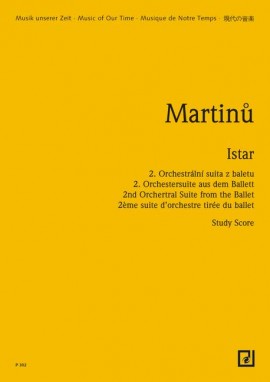 Musik unserer Zeit · Music of Our Time · Musique de Notre Temps · 現代の音楽
Martinů
Istar
2. Orchestrální suita z baletu
2. Orchestersuite aus dem Ballett
2nd Orchertral Suite from the Ballet
2ème suite d'orchestre tirée du ballet
Study Score